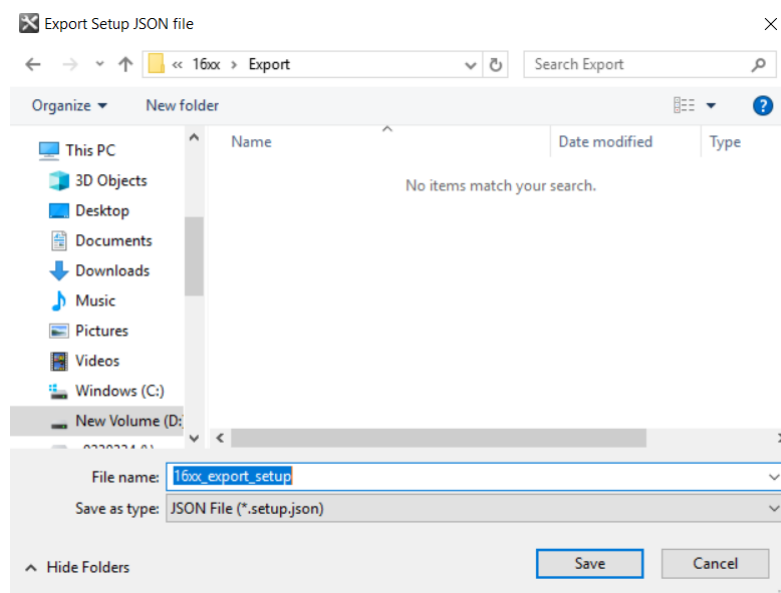 Export Setup JSON file
« 16xx › Export
Search Export
Organize
New folder
Name
Date modified
Type
No items match your search.
This PC
3D Objects
Desktop
Documents
Downloads
Music
Pictures
Videos
Windows (C:)
New Volume (D:
File name: 16xx_export_setup
Save as type: JSON File (*.setup.json)
Hide Folders
Save
Cancel